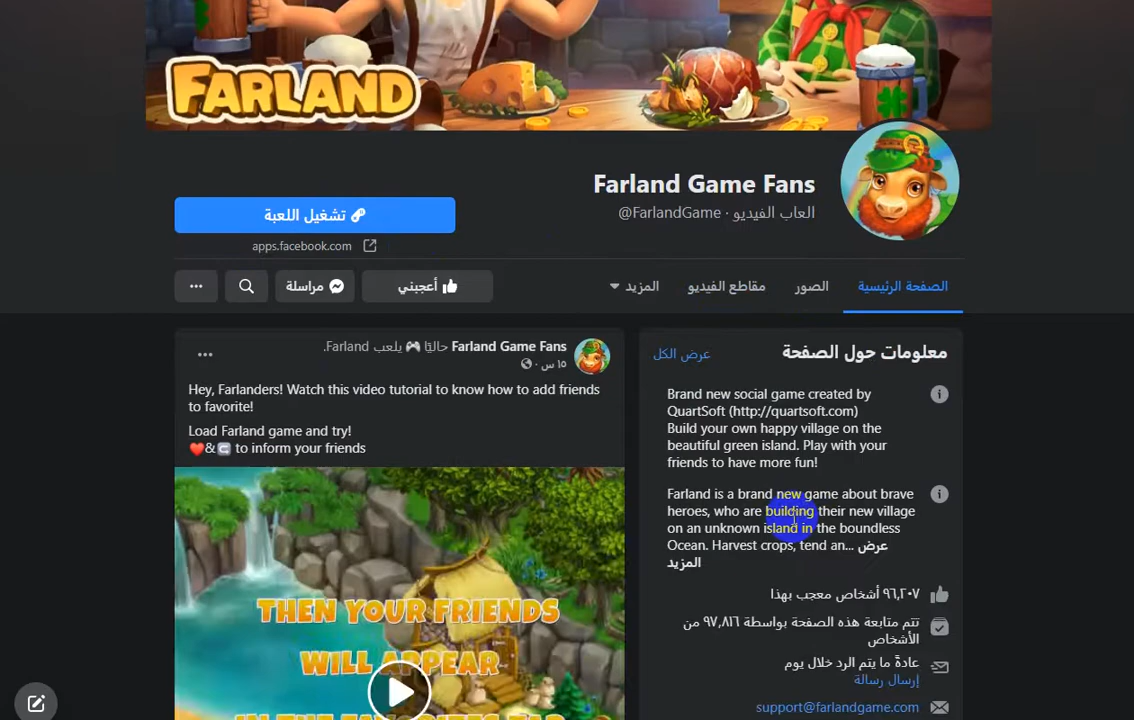 FARLAND
Farland Game Fans
@FarlandGame · العاب الفيديو
تشغيل اللعبة
apps.facebook.com
الصفحة الرئيسية
الصور
مقاطع الفيديو
المزيد
أعجبني
مراسلة
Farland Game Fans حاليًا 🎮 يلعب Farland.
١٥ س ·
Hey, Farlanders! Watch this video tutorial to know how to add friends
to favorite!
Load Farland game and try!
❤️&↪️ to inform your friends
THEN YOUR FRIENDS
WILL APPEAR
IN THE FAVORITES TAB
معلومات حول الصفحة
عرض الكل
Brand new social game created by
QuartSoft (http://quartsoft.com)
Build your own happy village on the
beautiful green island. Play with your
friends to have more fun!
Farland is a brand new game about brave
heroes, who are building their new village
on an unknown island in the boundless
Ocean. Harvest crops, tend an... عرض
المزيد
٩٦,٢٠٧ أشخاص معجب بهذا
تتم متابعة هذه الصفحة بواسطة ٩٧,٨١٦ من
الأشخاص
عادةً ما يتم الرد خلال يوم
إرسال رسالة
support@farlandgame.com